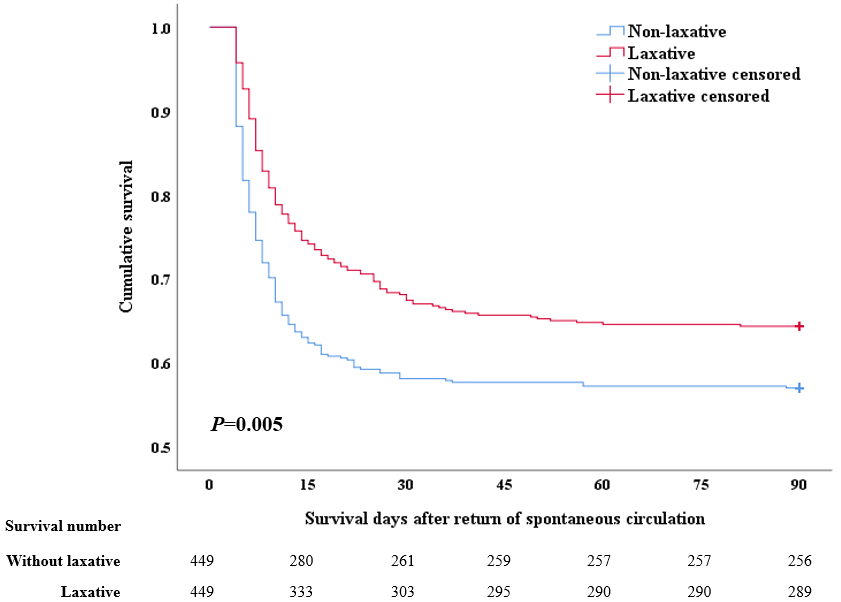 1.0
0.9
0.8
0.7
0.6
0.5
Cumulative survival
Non-laxative
Laxative
Non-laxative censored
Laxative censored
P=0.005
0 15 30 45 60 75 90
Survival days after return of spontaneous circulation
Survival number
Without laxative 449 280 261 259 257 257 256
Laxative 449 333 303 295 290 290 289